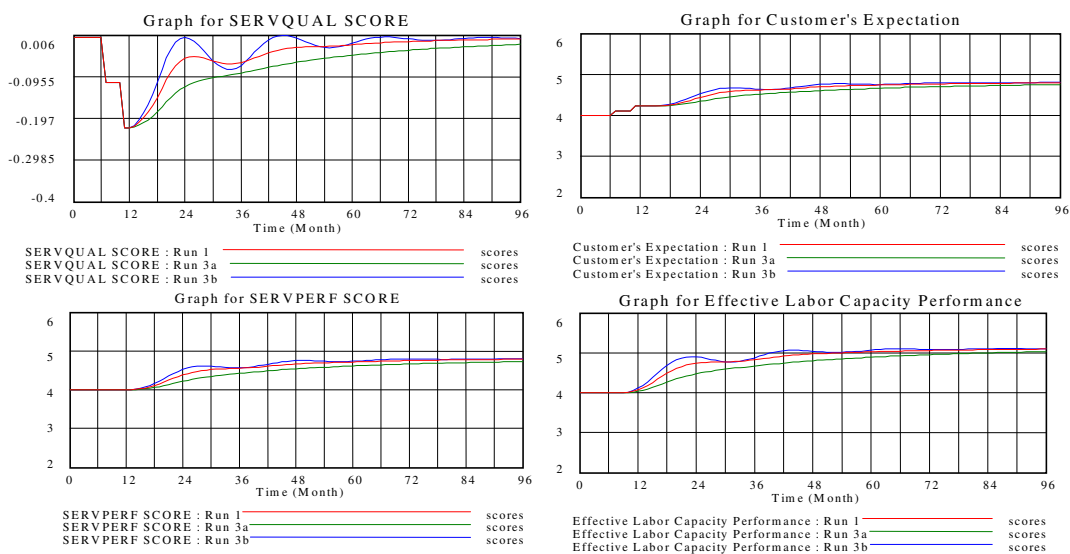 Graph for SERVQUAL SCORE
0.006
-0.0955
-0.197
-0.2985
-0.4
0 12 24 36 48 60 72 84 96
Time (Month)
SERVQUAL SCORE : Run 1 scores
SERVQUAL SCORE : Run 3a scores
SERVQUAL SCORE : Run 3b scores
Graph for Customer's Expectation
6
5
4
3
2
0 12 24 36 48 60 72 84 96
Time (Month)
Customer's Expectation : Run 1 scores
Customer's Expectation : Run 3a scores
Customer's Expectation : Run 3b scores
Graph for SERVPERF SCORE
6
5
4
3
2
0 12 24 36 48 60 72 84 96
Time (Month)
SERVPERF SCORE : Run 1 scores
SERVPERF SCORE : Run 3a scores
SERVPERF SCORE : Run 3b scores
Graph for Effective Labor Capacity Performance
6
5
4
3
2
0 12 24 36 48 60 72 84 96
Time (Month)
Effective Labor Capacity Performance : Run 1 scores
Effective Labor Capacity Performance : Run 3a scores
Effective Labor Capacity Performance : Run 3b scores